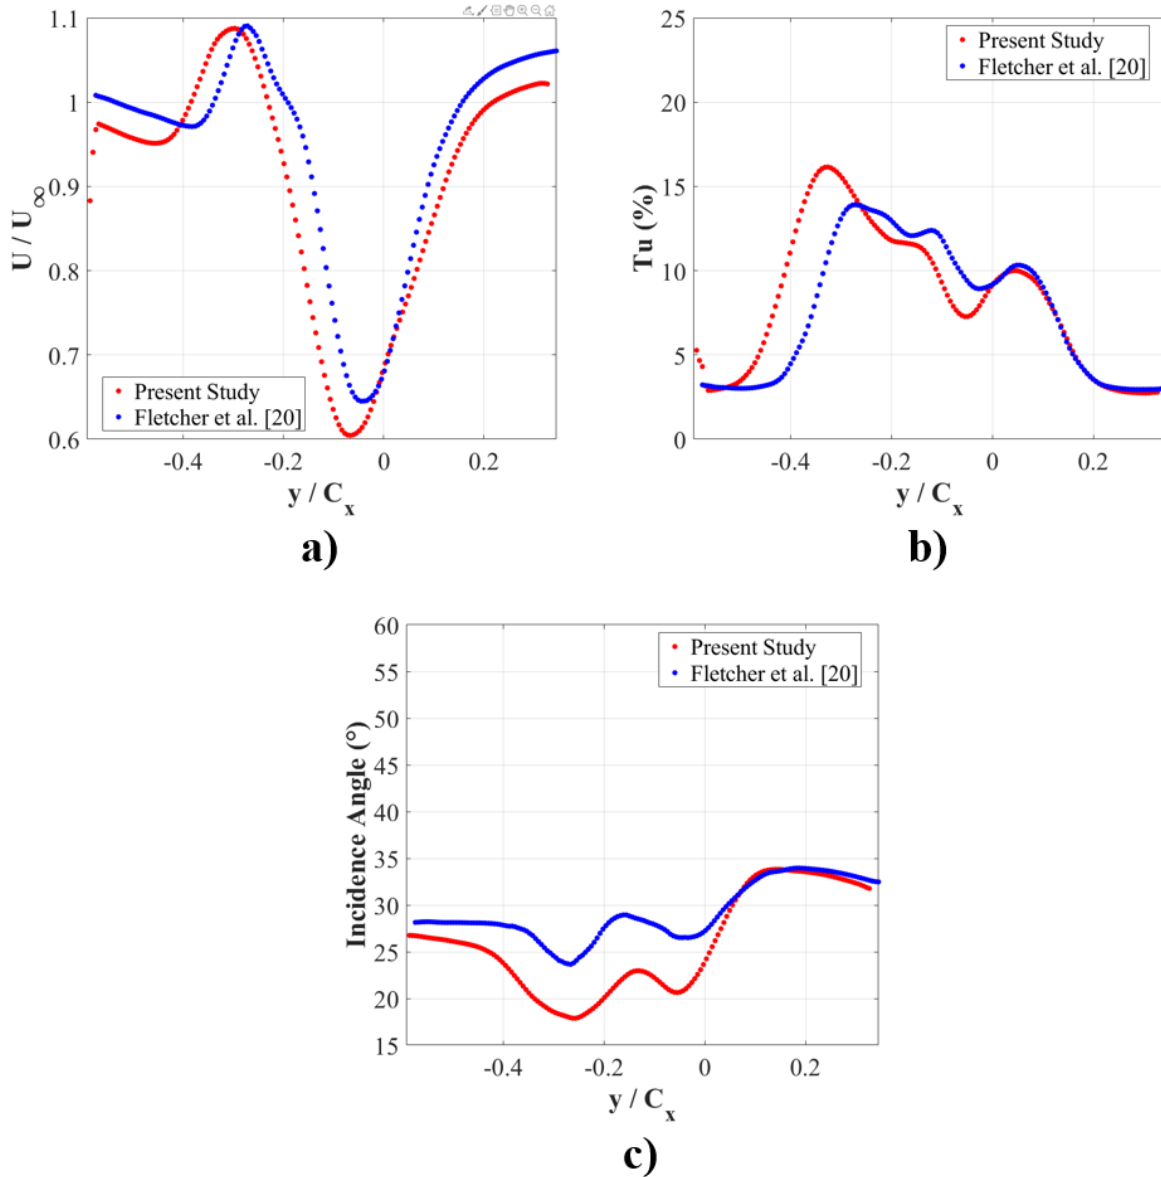 1.1
1
0.9
0.8
0.7
0.6
U / U∞
-0.4
-0.2
0
0.2
y / Cx
Present Study
Fletcher et al. [20]
a)
25
20
15
10
5
0
Tu (%)
-0.4
-0.2
0
0.2
y / Cx
Present Study
Fletcher et al. [20]
b)
60
55
50
45
40
35
30
25
20
15
Incidence Angle (°)
-0.4
-0.2
0
0.2
y / Cx
Present Study
Fletcher et al. [20]
c)